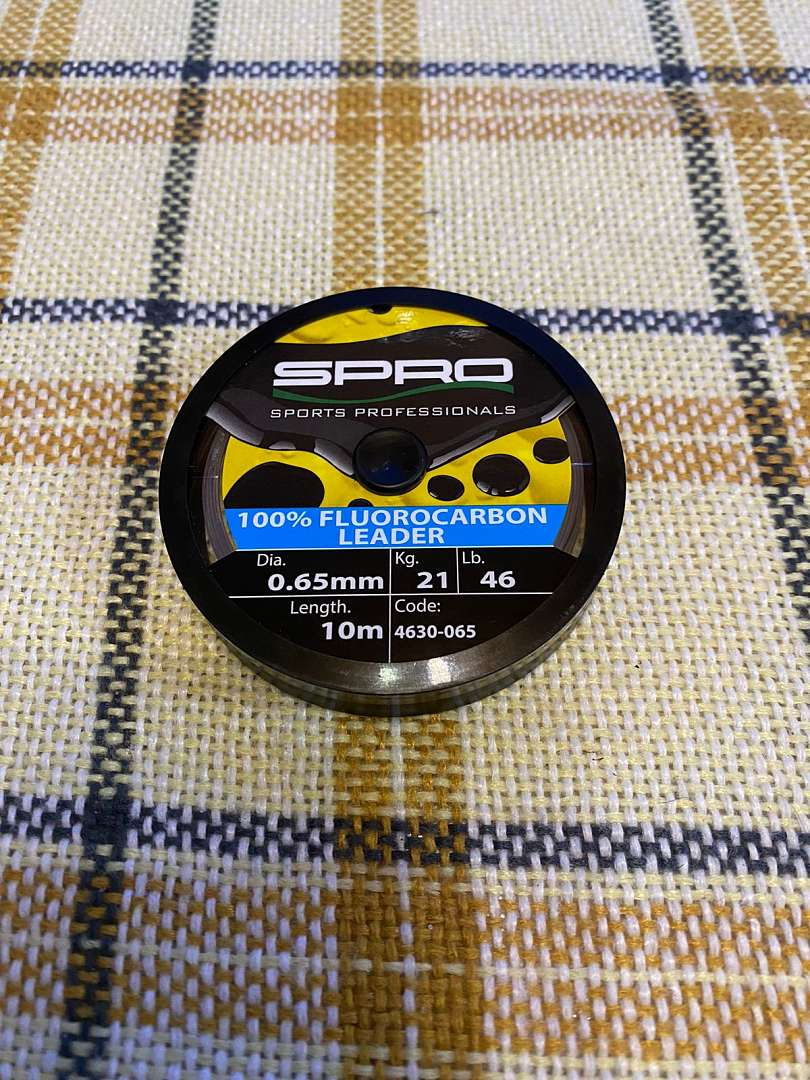 SPRO
SPORTS PROFESSIONALS
100% FLUOROCARBON
LEADER
Dia. Kg. Lb.
0.65mm 21 46
Length. Code:
10m 4630-065